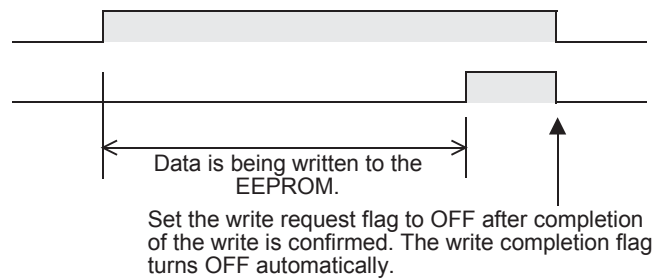 Data is being written to the
EEPROM.
Set the write request flag to OFF after completion
of the write is confirmed. The write completion flag
turns OFF automatically.